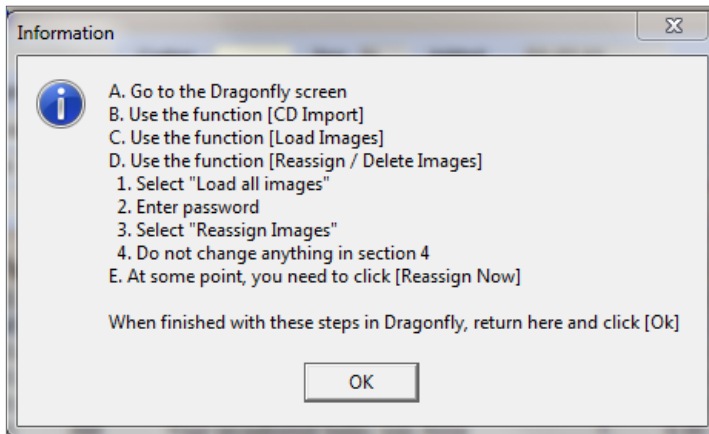 Information
A. Go to the Dragonfly screen
B. Use the function [CD Import]
C. Use the function [Load Images]
D. Use the function [Reassign / Delete Images]
1. Select "Load all images"
2. Enter password
3. Select "Reassign Images"
4. Do not change anything in section 4
E. At some point, you need to click [Reassign Now]
When finished with these steps in Dragonfly, return here and click [Ok]
OK